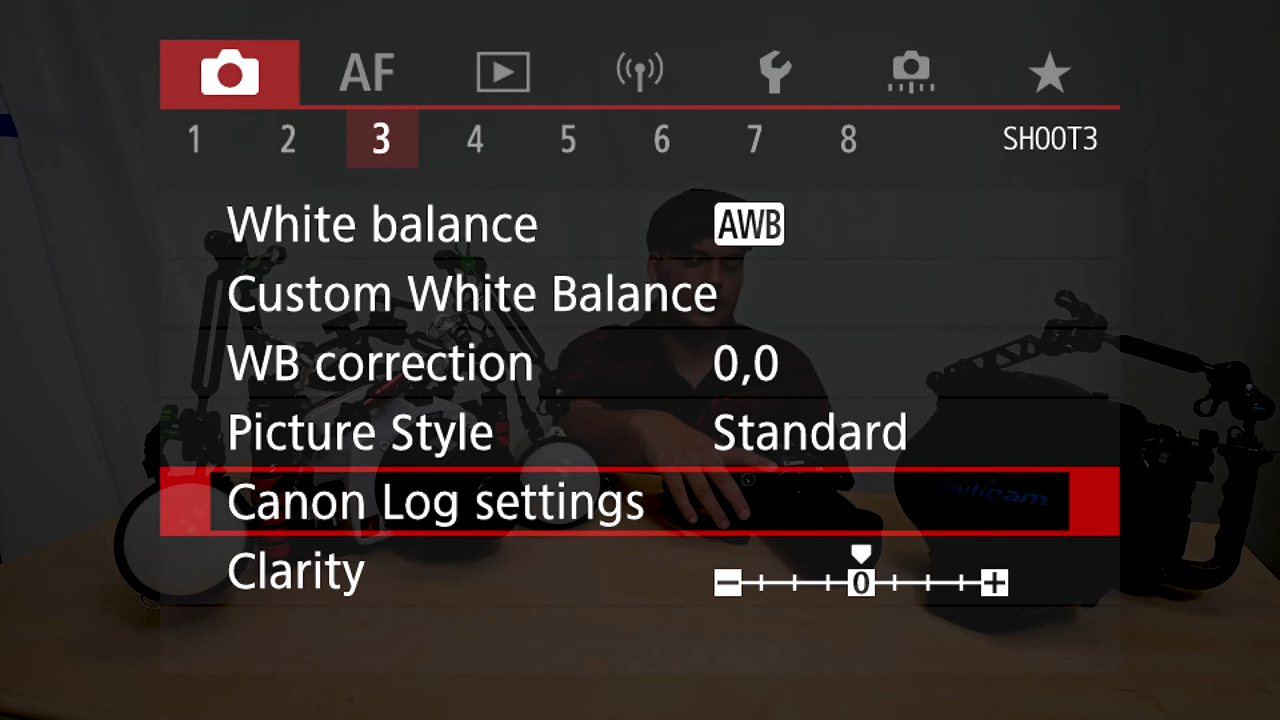 AF
1 2 3 4 5 6 7 8 SHOOT3
White balance AWB
Custom White Balance
WB correction 0,0
Picture Style Standard
Canon Log settings
nauticam
Clarity
0